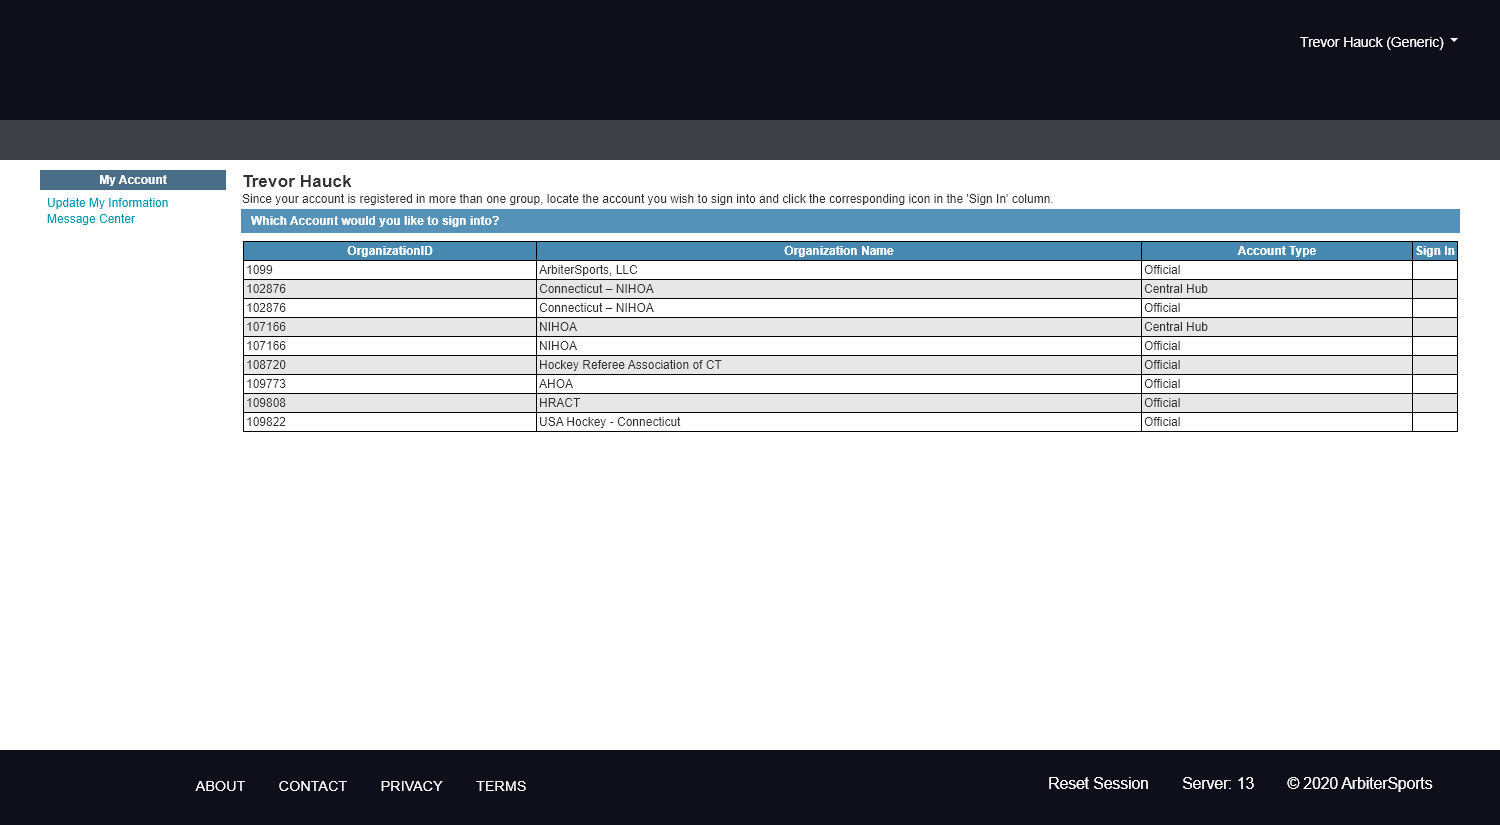 Trevor Hauck (Generic)
My Account
Update My Information
Message Center
Trevor Hauck
Since your account is registered in more than one group, locate the account you wish to sign into and click the corresponding icon in the 'Sign In' column.
Which Account would you like to sign into?
OrganizationID Organization Name Account Type Sign In
1099 ArbiterSports, LLC Official
102876 Connecticut – NIHOA Central Hub
102876 Connecticut – NIHOA Official
107166 NIHOA Central Hub
107166 NIHOA Official
108720 Hockey Referee Association of CT Official
109773 AHOA Official
109808 HRACT Official
109822 USA Hockey - Connecticut Official
ABOUT CONTACT PRIVACY TERMS Reset Session Server: 13 © 2020 ArbiterSports